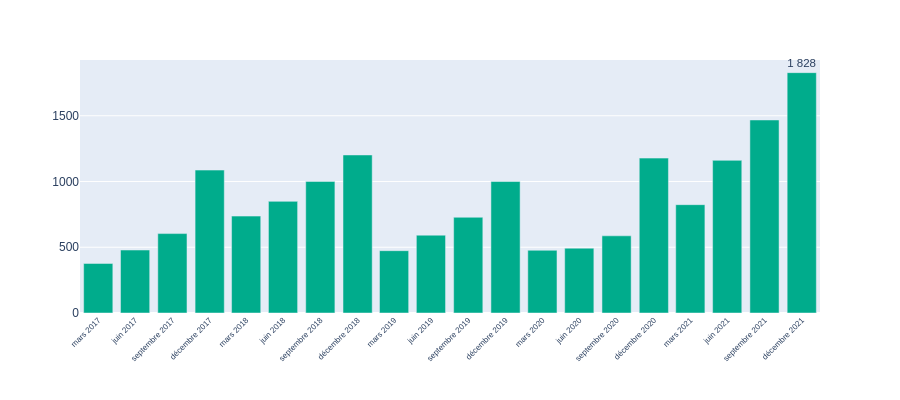 1 828
1500
1000
500
0
mars 2017
juin 2017
septembre 2017
décembre 2017
mars 2018
juin 2018
septembre 2018
décembre 2018
mars 2019
juin 2019
septembre 2019
décembre 2019
mars 2020
juin 2020
septembre 2020
décembre 2020
mars 2021
juin 2021
septembre 2021
décembre 2021